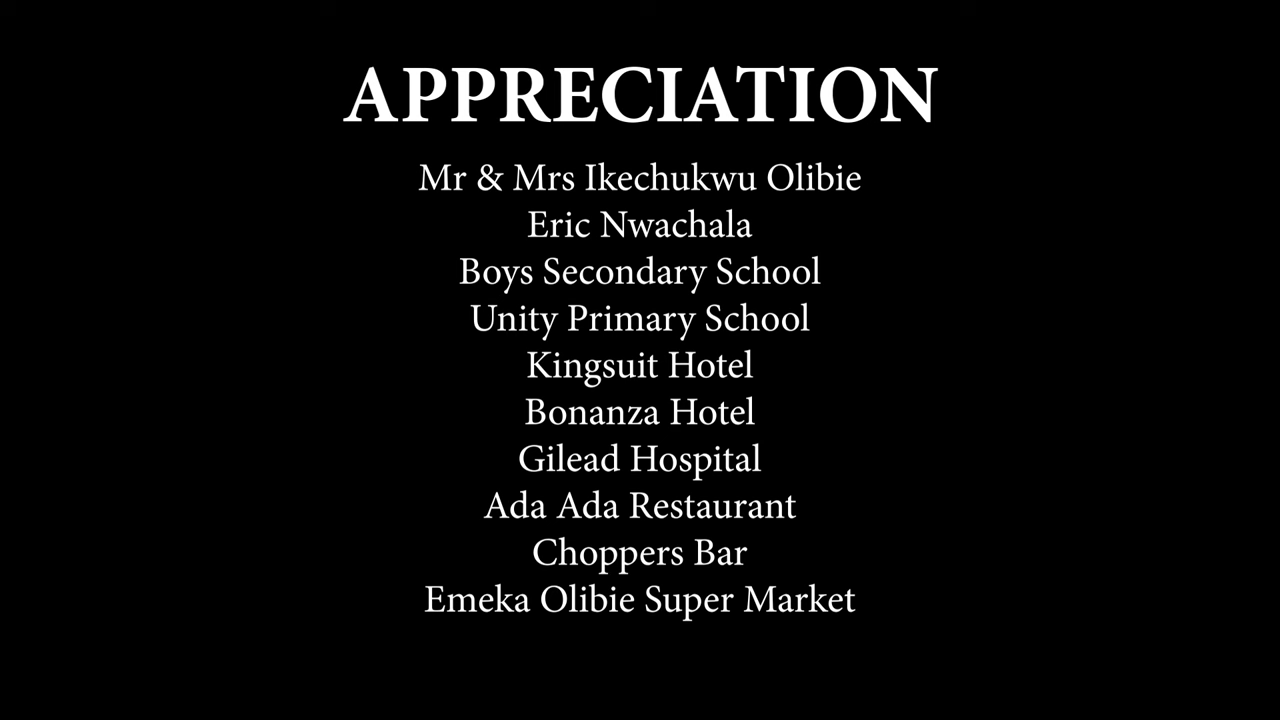 APPRECIATION
Mr & Mrs Ikechukwu Olibie
Eric Nwachala
Boys Secondary School
Unity Primary School
Kingsuit Hotel
Bonanza Hotel
Gilead Hospital
Ada Ada Restaurant
Choppers Bar
Emeka Olibie Super Market